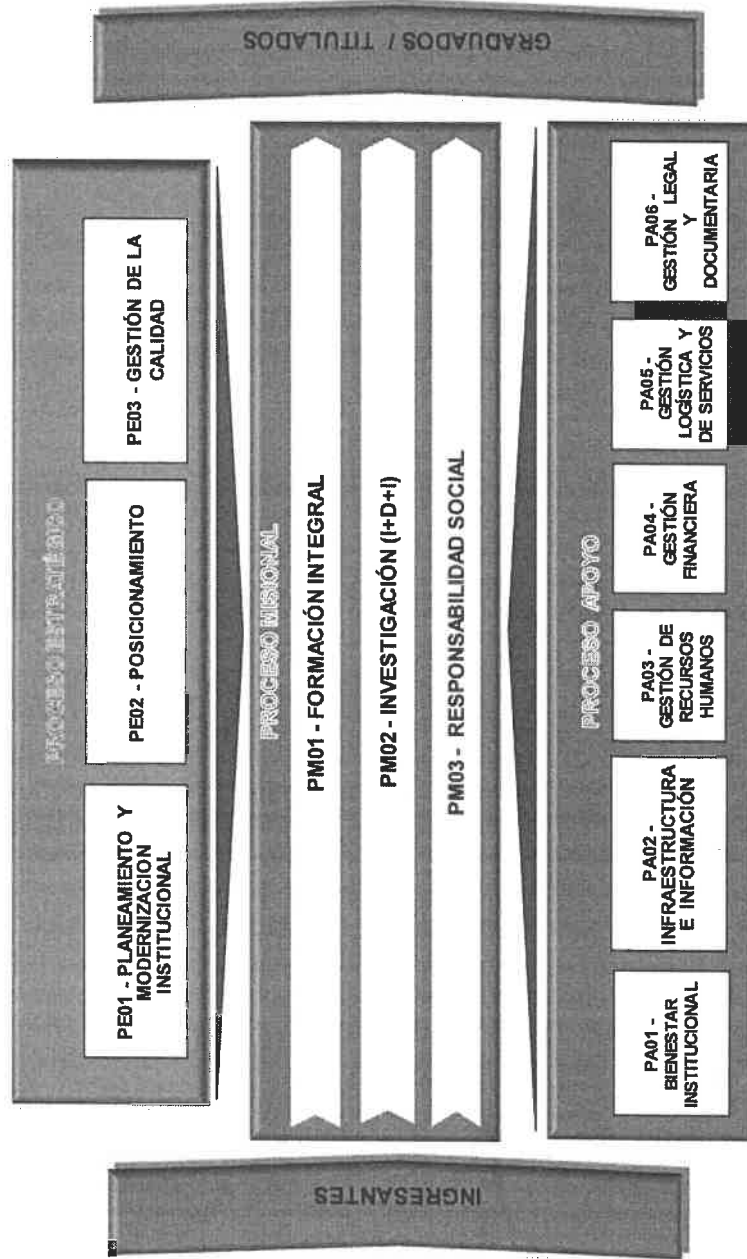 INGRESANTES
PROCESO ESTRATÉGICO
PE01 - PLANEAMIENTO Y
MODERNIZACION
INSTITUCIONAL
PE02 - POSICIONAMIENTO
PE03 - GESTIÓN DE LA
CALIDAD
PROCESO MISIONAL
PM01 - FORMACIÓN INTEGRAL
PM02 - INVESTIGACIÓN (I+D+I)
PM03 - RESPONSABILIDAD SOCIAL
PROCESO APOYO
PA01 -
BIENESTAR
INSTITUCIONAL
PA02 -
INFRAESTRUCTURA
E INFORMACIÓN
PA03 -
GESTIÓN DE
RECURSOS
HUMANOS
PA04 -
GESTIÓN
FINANCIERA
PA05 -
GESTIÓN
LOGÍSTICA Y
DE SERVICIOS
PA06 -
GESTIÓN LEGAL
Y
DOCUMENTARIA
GRADUADOS / TITULADOS